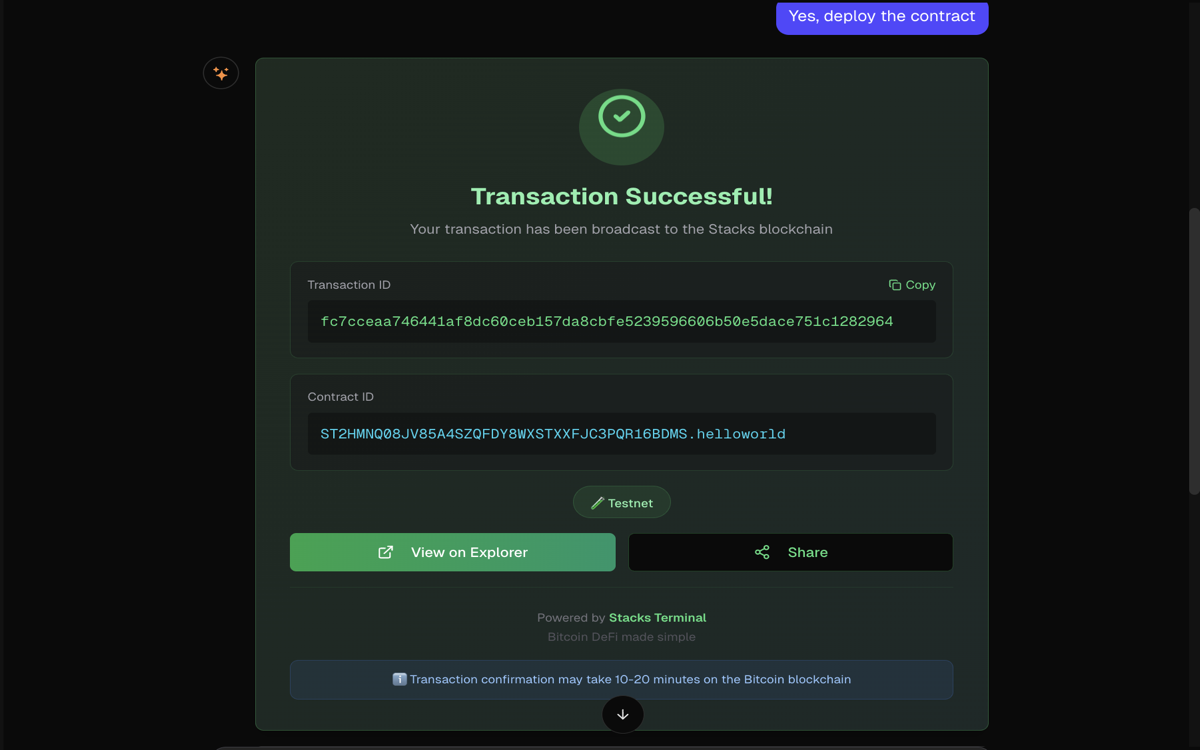 Yes, deploy the contract
Transaction Successful!
Your transaction has been broadcast to the Stacks blockchain
Transaction ID
Copy
fc7cceaa746441af8dc60ceb157da8cbfe5239596606b50e5dace751c1282964
Contract ID
ST2HMNQ08JV85A4SZQFDY8WXSTXXFJC3PQR16BDMS.helloworld
Testnet
View on Explorer
Share
Powered by Stacks Terminal
Bitcoin DeFi made simple
Transaction confirmation may take 10-20 minutes on the Bitcoin blockchain